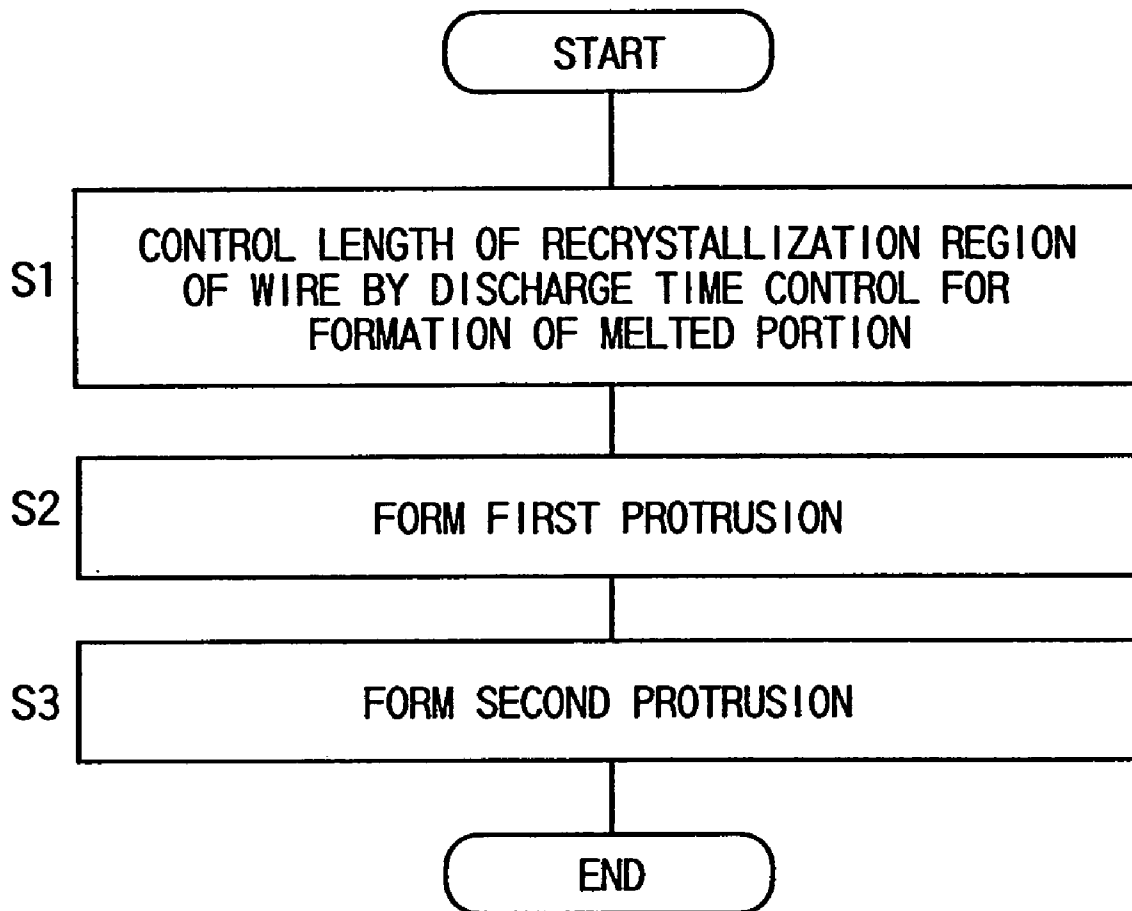 START
S1
CONTROL LENGTH OF RECRYSTALLIZATION REGION
OF WIRE BY DISCHARGE TIME CONTROL FOR
FORMATION OF MELTED PORTION
S2
FORM FIRST PROTRUSION
S3
FORM SECOND PROTRUSION
END